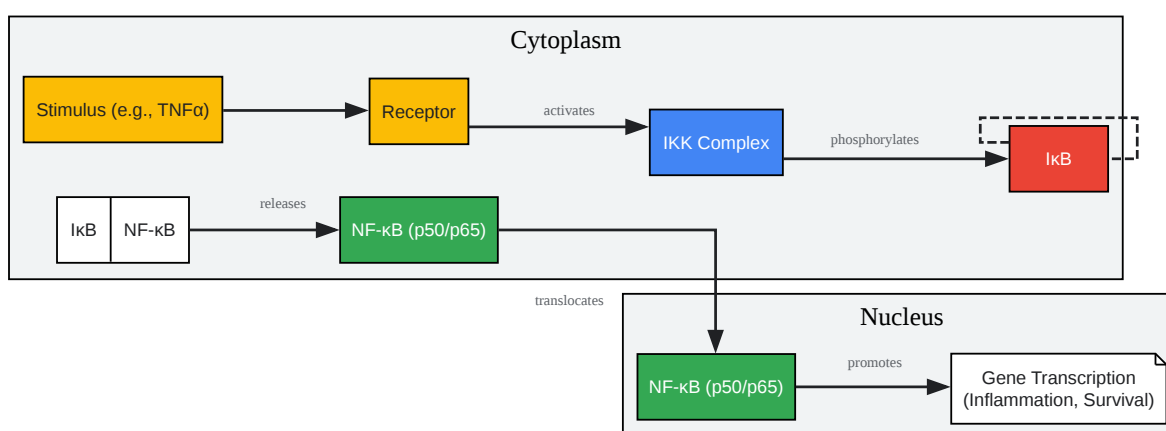 Cytoplasm
Stimulus (e.g., TNFα)
Receptor
activates
IKK Complex
phosphorylates
IκB
IκB
NF-κB
releases
NF-κB (p50/p65)
translocates
Nucleus
NF-κB (p50/p65)
promotes
Gene Transcription
(Inflammation, Survival)